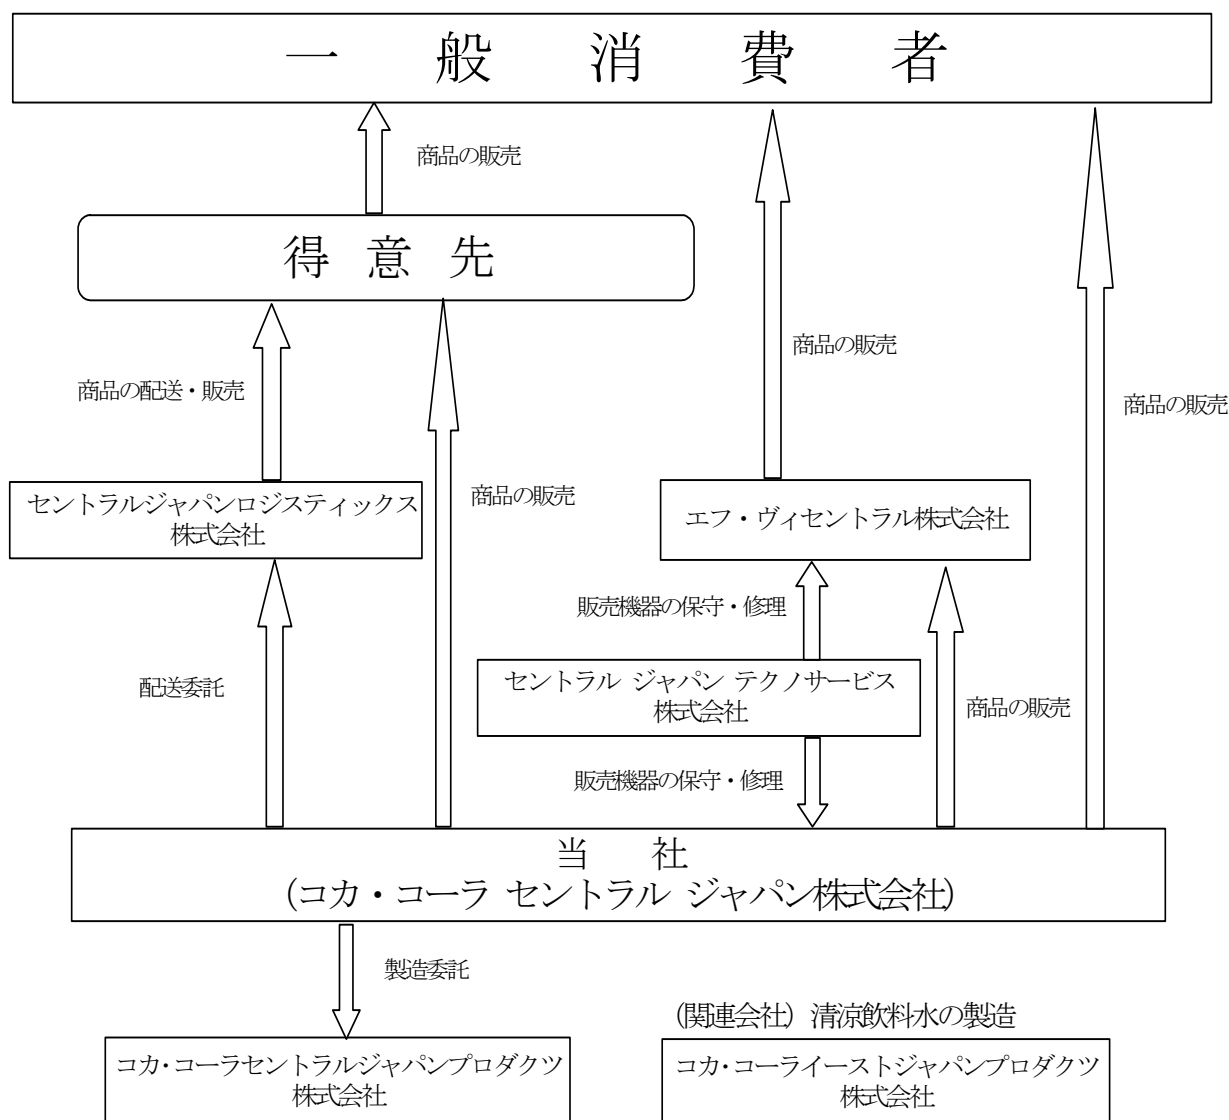 一般消費者
商品の販売
得意先
商品の販売
商品の配送・販売
商品の販売
セントラルジャパンロジスティックス
株式会社
商品の販売
エフ・ヴィセントラル株式会社
販売機器の保守・修理
配送委託
セントラル ジャパン テクノサービス
株式会社
商品の販売
販売機器の保守・修理
当社
(コカ・コーラ セントラル ジャパン株式会社)
製造委託
(関連会社) 清涼飲料水の製造
コカ・コーラセントラルジャパンプロダクツ
株式会社
コカ・コーライーストジャパンプロダクツ
株式会社